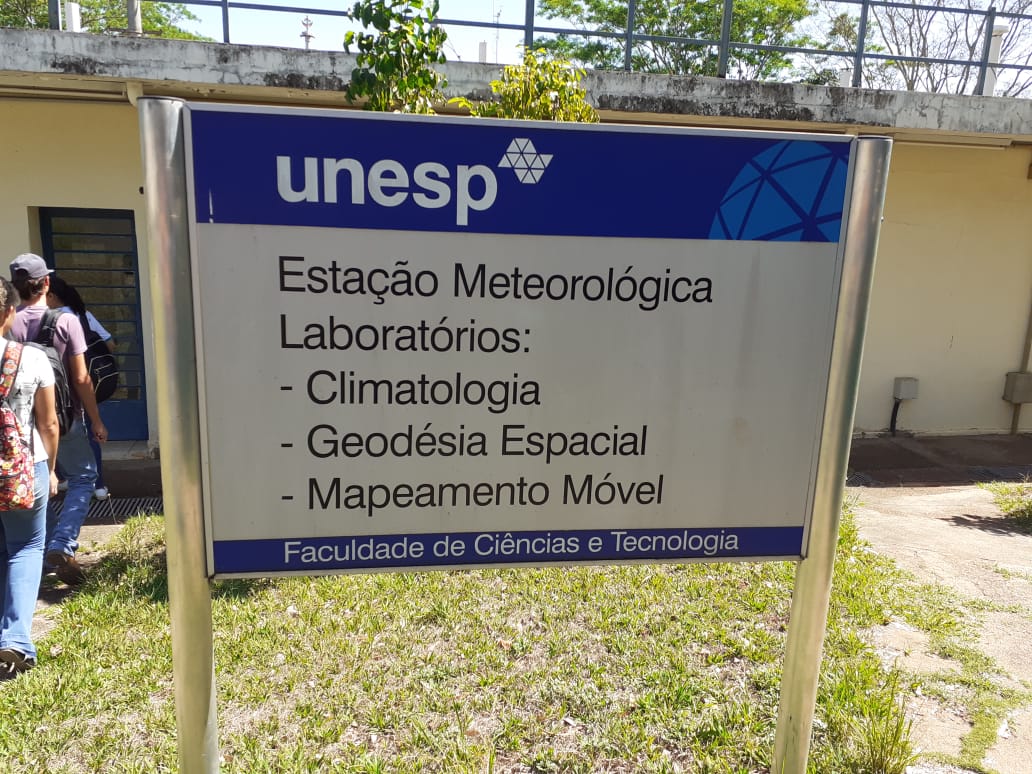 unesp
Estação Meteorológica
Laboratórios:
- Climatologia
- Geodésia Espacial
- Mapeamento Móvel
Faculdade de Ciências e Tecnologia